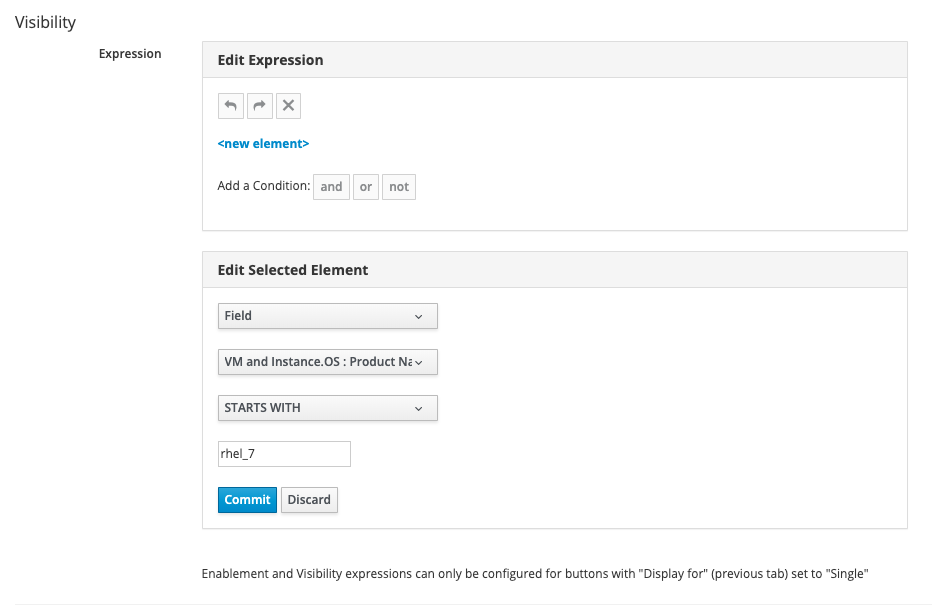 Visibility
Expression
Edit Expression
<new element>
Add a Condition: and or not
Edit Selected Element
Field
VM and Instance.OS : Product Na
STARTS WITH
rhel_7
Commit Discard
Enablement and Visibility expressions can only be configured for buttons with "Display for" (previous tab) set to "Single"